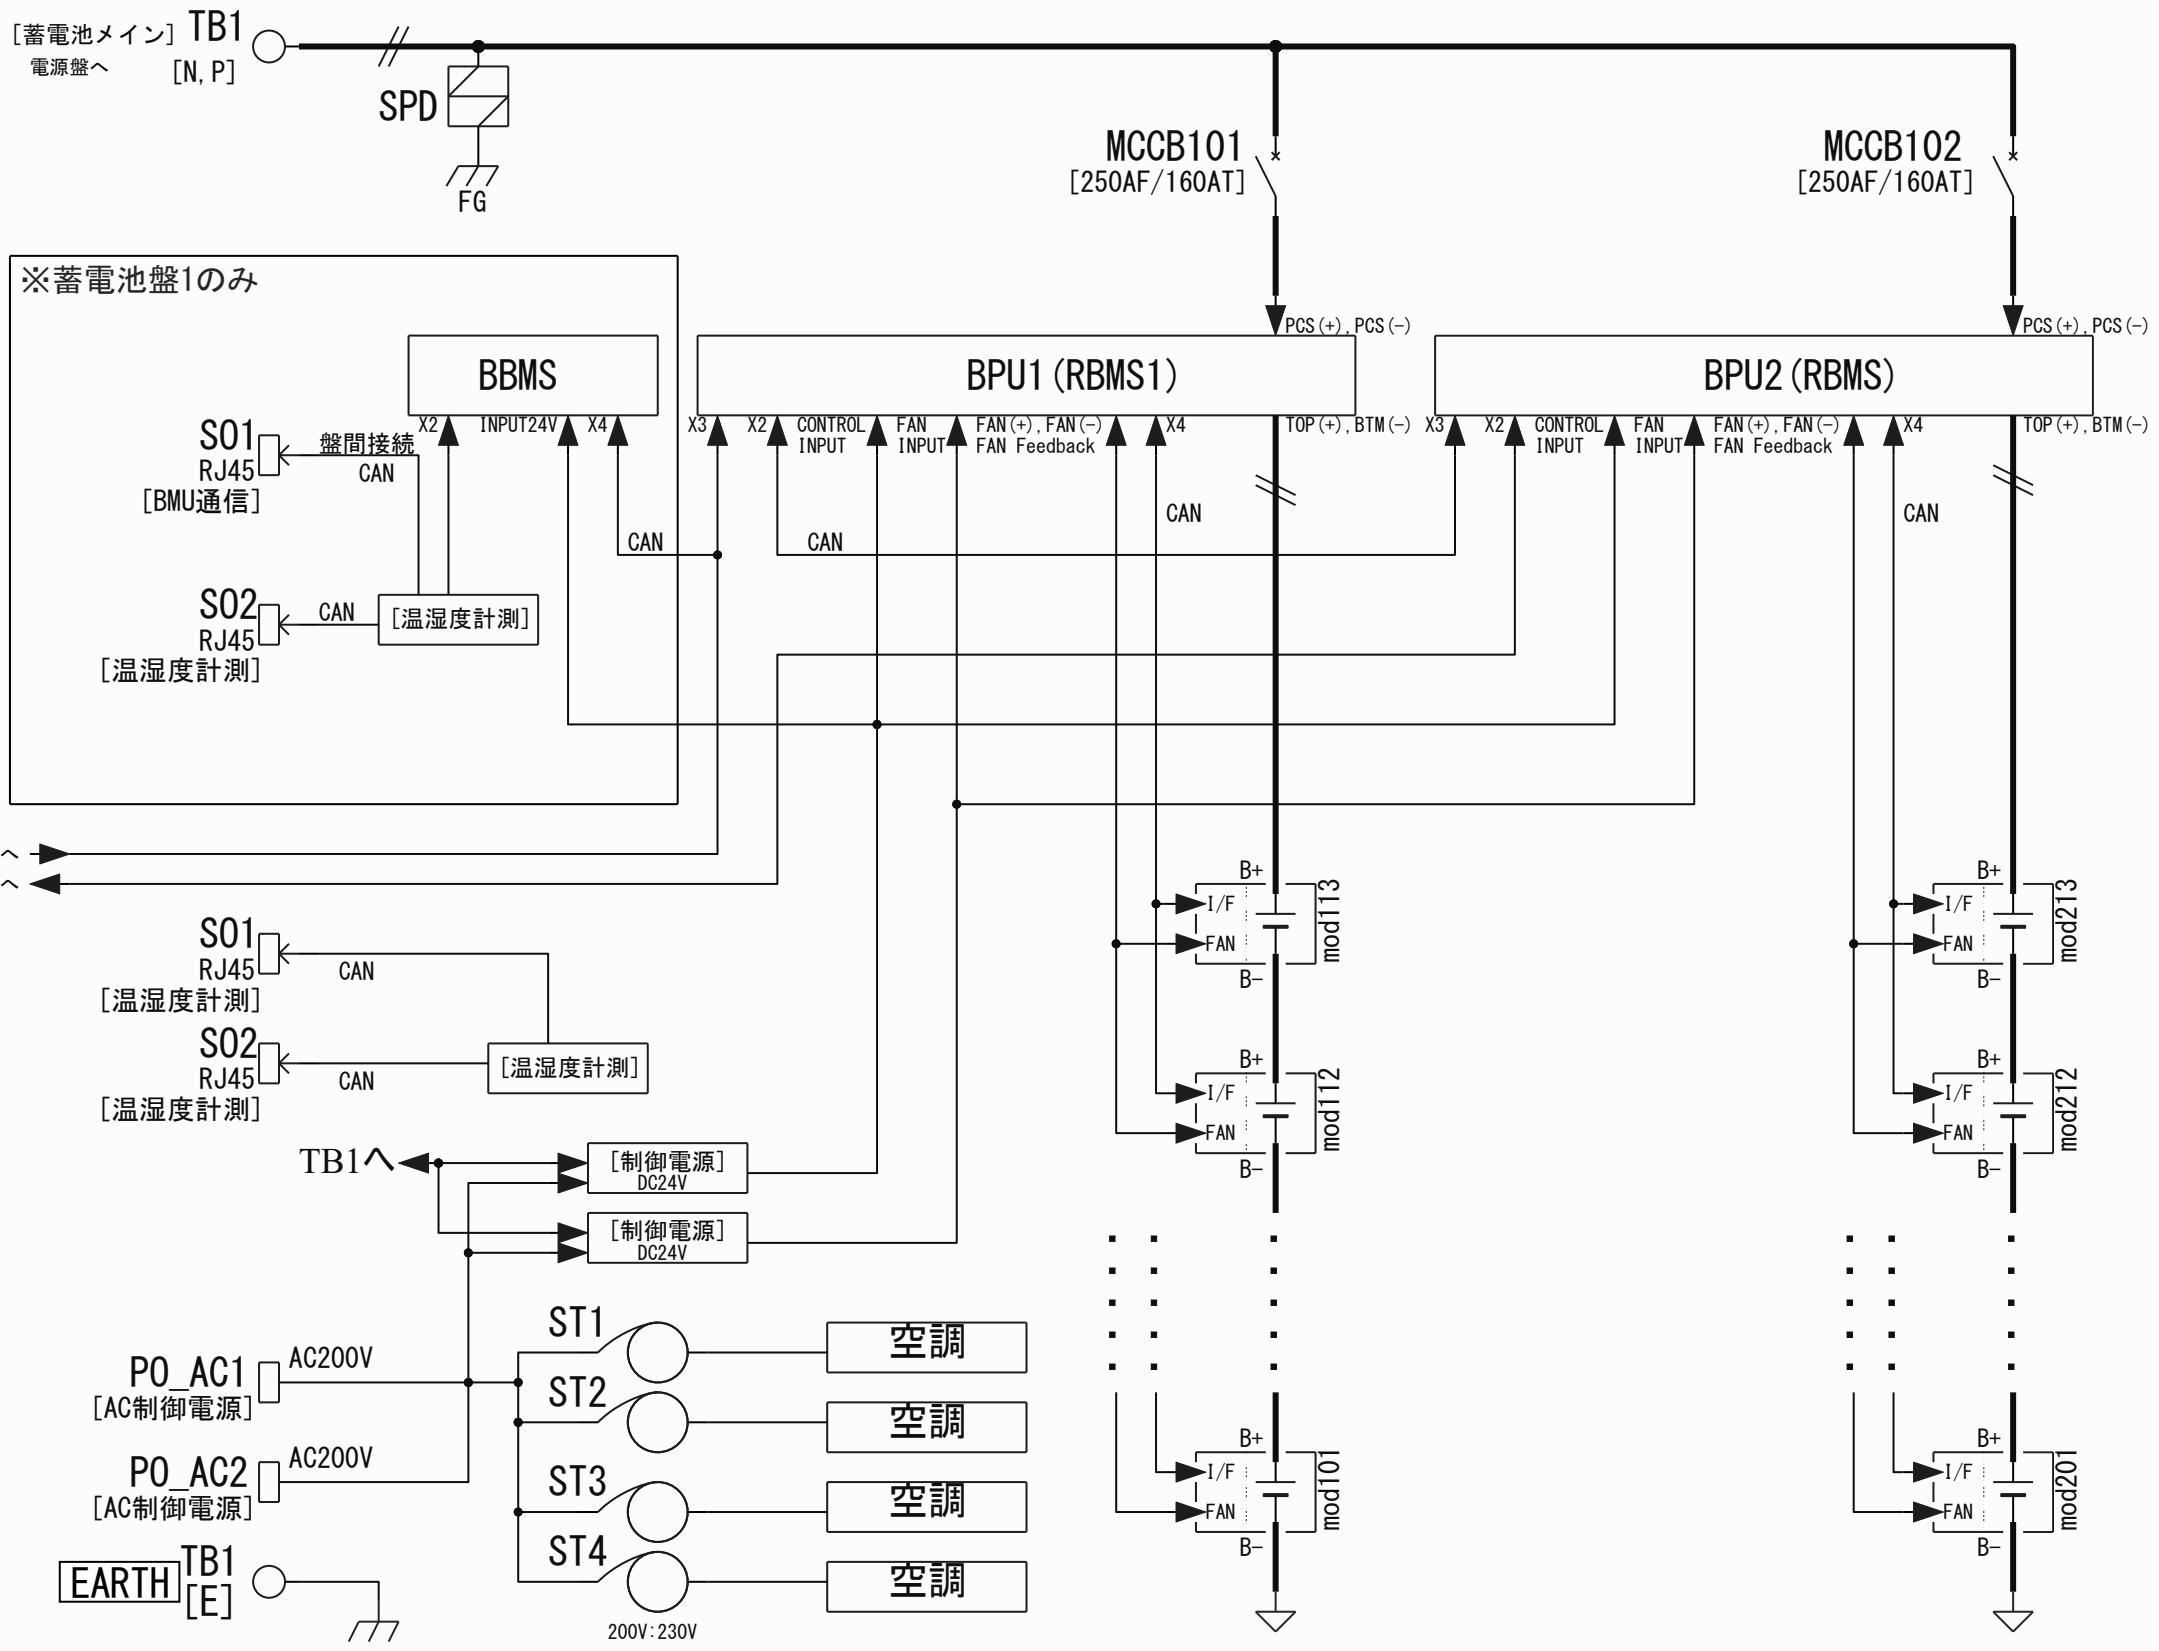 [蓄電池メイン] TB1
電源盤へ [N,P]
SPD
FG
MCCB101
[250AF/160AT]
MCCB102
[250AF/160AT]
※蓄電池盤1のみ
PCS(+),PCS(-)
PCS(+),PCS(-)
BBMS
BPU1(RBMS1)
BPU2(RBMS)
X2 INPUT24V X4
X3 X2 CONTROL FAN FAN(+),FAN(-) X4 TOP(+),BTM(-)
INPUT INPUT FAN Feedback
X3 X2 CONTROL FAN FAN(+),FAN(-) X4 TOP(+),BTM(-)
INPUT INPUT FAN Feedback
SO1
RJ45
[BMU通信]
盤間接続
CAN
CAN
CAN
CAN
CAN
SO2
RJ45
[温湿度計測]
CAN
[温湿度計測]
へ
へ
B+
I/F
FAN
B-
mod113
B+
I/F
FAN
B-
mod213
SO1
RJ45
[温湿度計測]
CAN
SO2
RJ45
[温湿度計測]
CAN
[温湿度計測]
B+
I/F
FAN
B-
mod112
B+
I/F
FAN
B-
mod212
TB1へ
[制御電源]
DC24V
[制御電源]
DC24V
PO_AC1
[AC制御電源]
AC200V
PO_AC2
[AC制御電源]
AC200V
ST1
空調
ST2
空調
ST3
空調
ST4
空調
200V:230V
B+
I/F
FAN
B-
mod101
B+
I/F
FAN
B-
mod201
EARTH
TB1
[E]